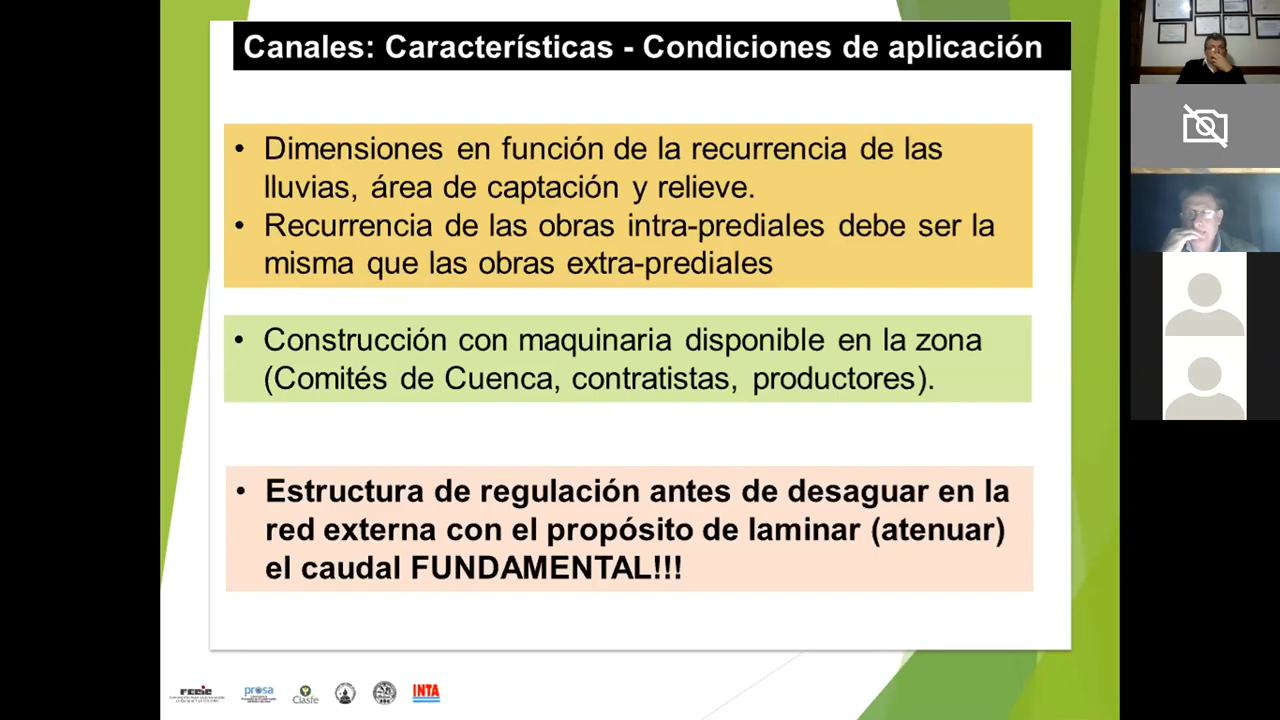 Canales: Características - Condiciones de aplicación
• Dimensiones en función de la recurrencia de las
lluvias, área de captación y relieve.
• Recurrencia de las obras intra-prediales debe ser la
misma que las obras extra-prediales
• Construcción con maquinaria disponible en la zona
(Comités de Cuenca, contratistas, productores).
• Estructura de regulación antes de desaguar en la
red externa con el propósito de laminar (atenuar)
el caudal FUNDAMENTAL!!!
prosa
Ciasfe
INTA